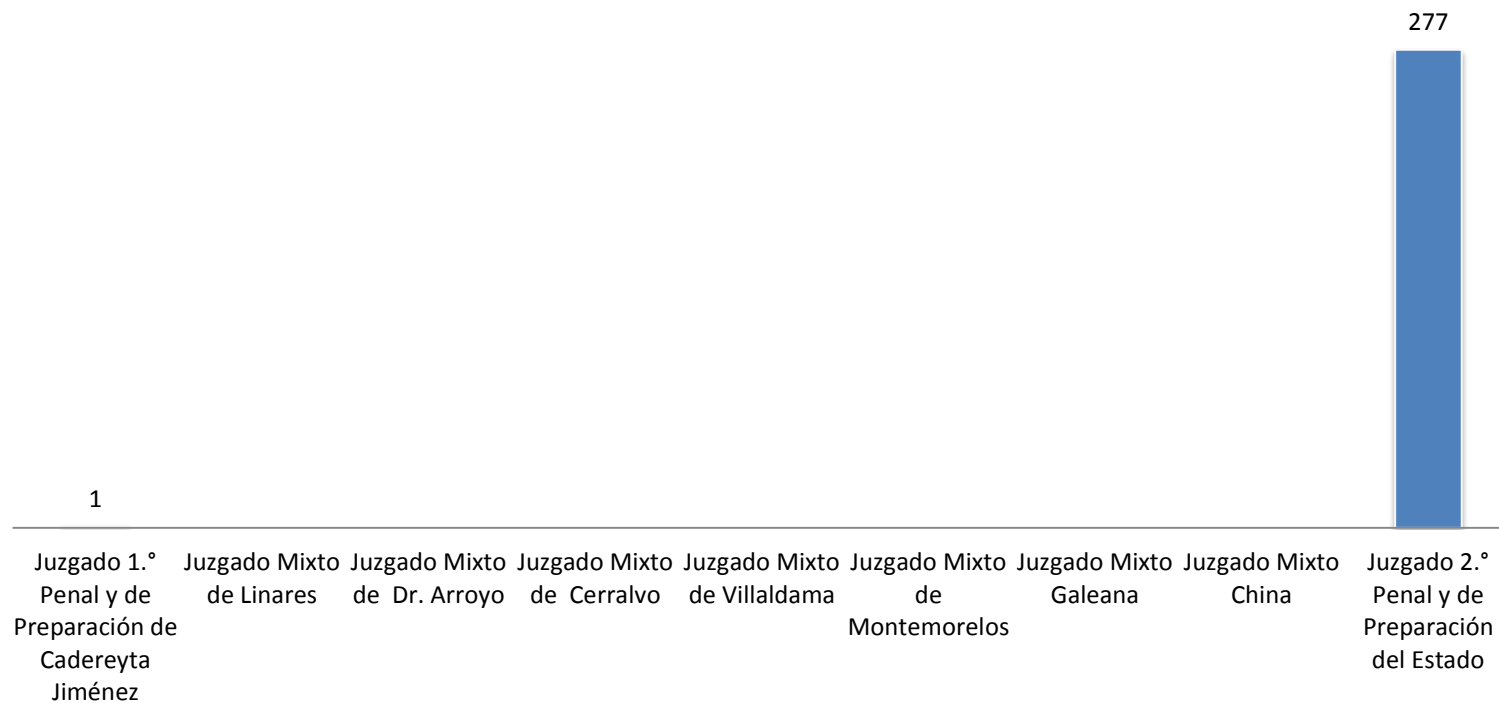 277
1
Juzgado 1.°
Penal y de
Preparación de
Cadereyta
Jiménez
Juzgado Mixto
de Linares
Juzgado Mixto
de Dr. Arroyo
Juzgado Mixto
de Cerralvo
Juzgado Mixto
de Villaldama
Juzgado Mixto
de
Montemorelos
Juzgado Mixto
Galeana
Juzgado Mixto
China
Juzgado 2.°
Penal y de
Preparación
del Estado